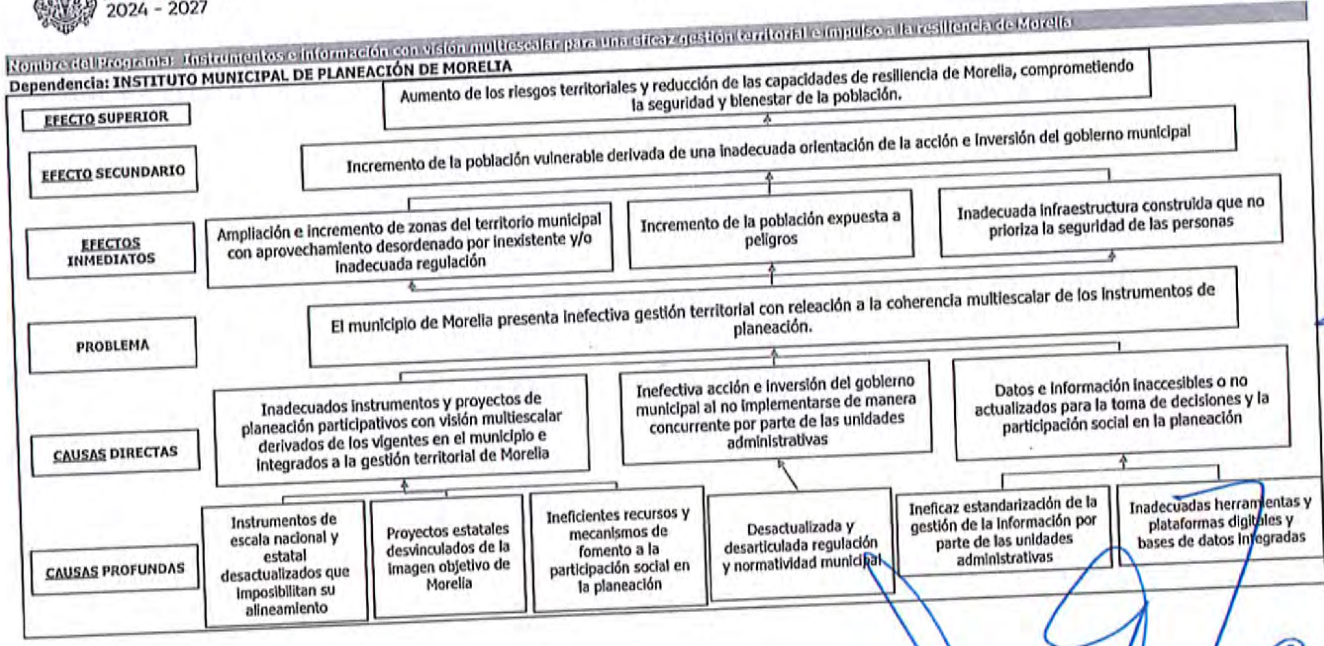 2024 - 2027
Nombre del Programa: Instrumentos e información con visión multiescalar para una eficaz gestión territorial e impulso a la resiliencia de Morelia
Dependencia: INSTITUTO MUNICIPAL DE PLANEACIÓN DE MORELIA
EFECTO SUPERIOR
Aumento de los riesgos territoriales y reducción de las capacidades de resiliencia de Morelia, comprometiendo
la seguridad y bienestar de la población.
EFECTO SECUNDARIO
Incremento de la población vulnerable derivada de una inadecuada orientación de la acción e inversión del gobierno municipal
EFECTOS
INMEDIATOS
Ampliación e incremento de zonas del territorio municipal
con aprovechamiento desordenado por inexistente y/o
inadecuada regulación
Incremento de la población expuesta a
peligros
Inadecuada infraestructura construida que no
prioriza la seguridad de las personas
PROBLEMA
El municipio de Morelia presenta inefectiva gestión territorial con releación a la coherencia multiescalar de los instrumentos de
planeación.
CAUSAS DIRECTAS
Inadecuados instrumentos y proyectos de
planeación participativos con visión multiescalar
derivados de los vigentes en el municipio e
integrados a la gestión territorial de Morelia
Inefectiva acción e inversión del gobierno
municipal al no implementarse de manera
concurrente por parte de las unidades
administrativas
Datos e información inaccesibles o no
actualizados para la toma de decisiones y la
participación social en la planeación
CAUSAS PROFUNDAS
Instrumentos de
escala nacional y
estatal
desactualizados que
imposibilitan su
alineamiento
Proyectos estatales
desvinculados de la
imagen objetivo de
Morelia
Ineficientes recursos y
mecanismos de
fomento a la
participación social en
la planeación
Desactualizada y
desarticulada regulación
y normatividad municipal
Ineficaz estandarización de la
gestión de la información por
parte de las unidades
administrativas
Inadecuadas herramientas y
plataformas digitales y
bases de datos integradas